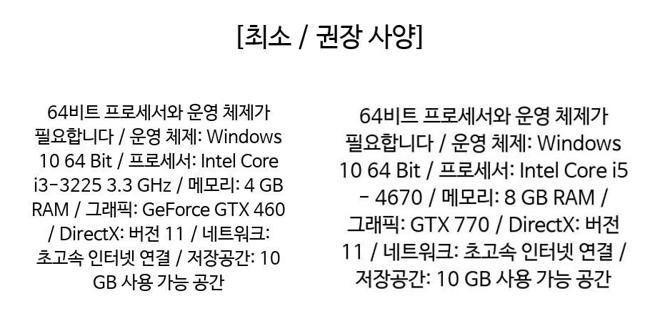 [최소 / 권장 사양]
64비트 프로세서와 운영 체제가
필요합니다 / 운영 체제: Windows
10 64 Bit / 프로세서: Intel Core
i3-3225 3.3 GHz / 메모리: 4 GB
RAM / 그래픽: GeForce GTX 460
/ DirectX: 버전 11 / 네트워크:
초고속 인터넷 연결 / 저장공간: 10
GB 사용 가능 공간
64비트 프로세서와 운영 체제가
필요합니다 / 운영 체제: Windows
10 64 Bit / 프로세서: Intel Core i5
- 4670 / 메모리: 8 GB RAM /
그래픽: GTX 770 / DirectX: 버전
11 / 네트워크: 초고속 인터넷 연결 /
저장공간: 10 GB 사용 가능 공간